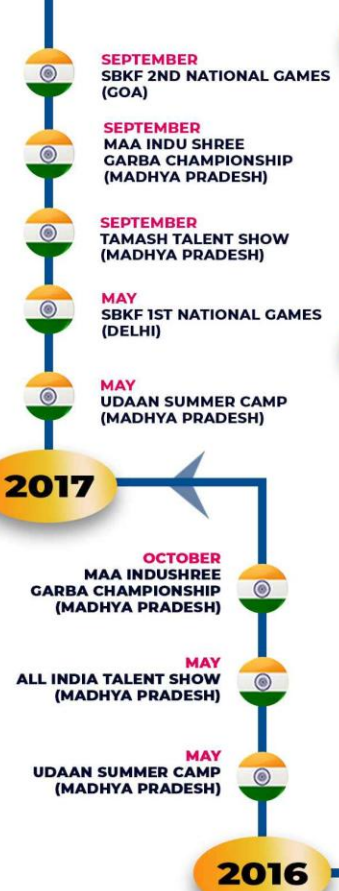 SEPTEMBER
SBKF 2ND NATIONAL GAMES
(GOA)
SEPTEMBER
MAA INDU SHREE
GARBA CHAMPIONSHIP
(MADHYA PRADESH)
SEPTEMBER
TAMASH TALENT SHOW
(MADHYA PRADESH)
MAY
SBKF 1ST NATIONAL GAMES
(DELHI)
MAY
UDAAN SUMMER CAMP
(MADHYA PRADESH)
2017
OCTOBER
MAA INDUSHREE
GARBA CHAMPIONSHIP
(MADHYA PRADESH)
MAY
ALL INDIA TALENT SHOW
(MADHYA PRADESH)
MAY
UDAAN SUMMER CAMP
(MADHYA PRADESH)
2016